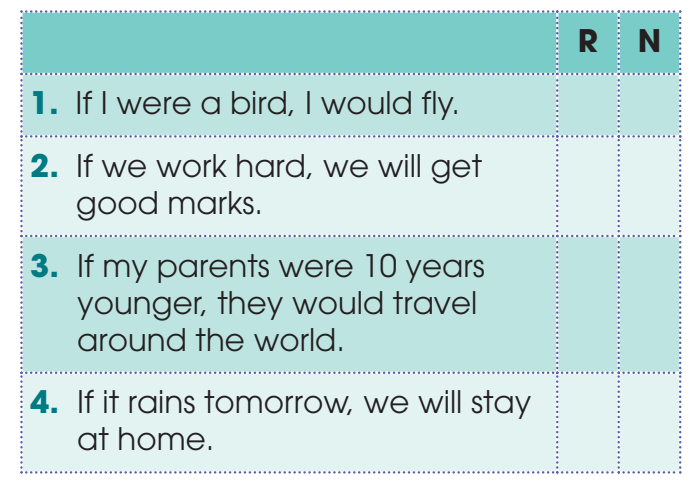 R N
1. If I were a bird, I would fly.
2. If we work hard, we will get
good marks.
3. If my parents were 10 years
younger, they would travel
around the world.
4. If it rains tomorrow, we will stay
at home.